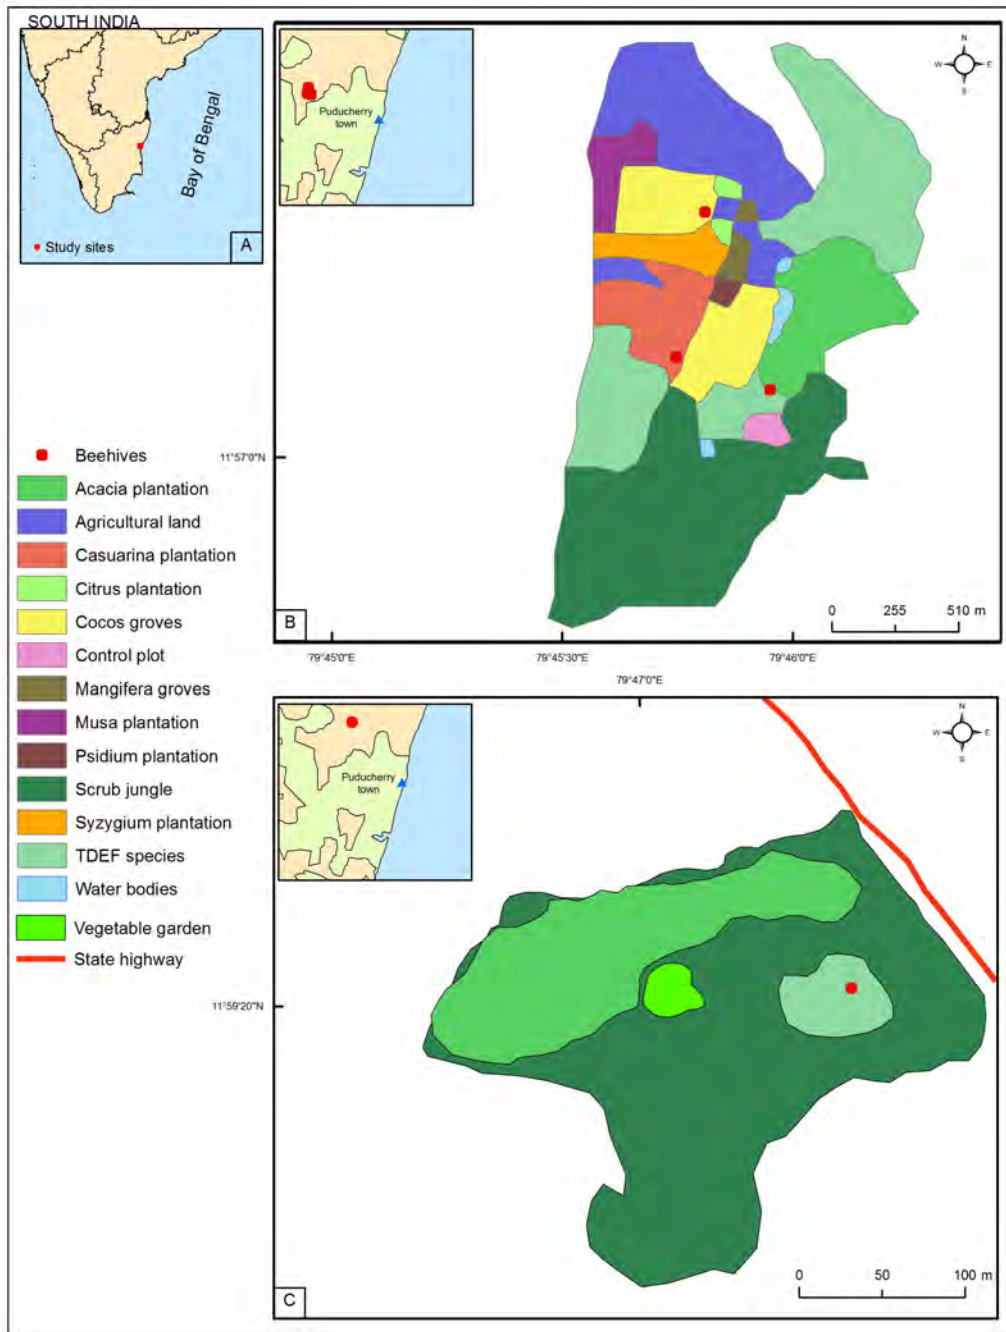 SOUTH INDIA
Bay of Bengal
Study sites
A
Puducherry
town
N
W E
S
Beehives
Acacia plantation
Agricultural land
Casuarina plantation
Citrus plantation
Cocos groves
Control plot
Mangifera groves
Musa plantation
Psidium plantation
Scrub jungle
Syzygium plantation
TDEF species
Water bodies
Vegetable garden
State highway
11°57'0"N
0 255 510 m
B
79°45'0"E 79°45'30"E 79°46'0"E
79°47'0"E
Puducherry
town
N
W E
S
11°59'20"N
0 50 100 m
C